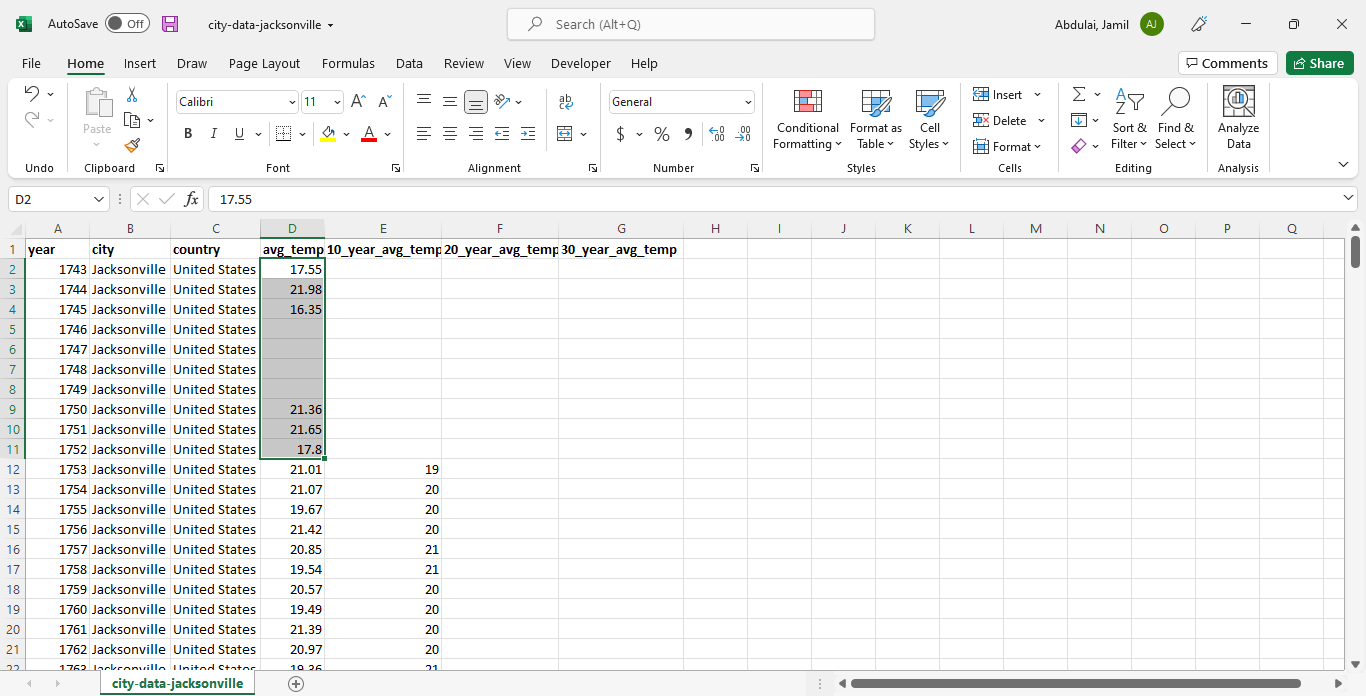 AutoSave Off city-data-jacksonville Search (Alt+Q) Abdulai, Jamil AJ
File Home Insert Draw Page Layout Formulas Data Review View Developer Help Comments Share
Paste Calibri 11 A A ab General Conditional Formatting Format as Table Cell Styles Insert Delete Format Sort & Filter Find & Select Analyze Data
B I U A $ % .00 .00
Undo Clipboard Font Alignment Number Styles Cells Editing Analysis
D2 fx 17.55
A B C D E F G H I J K L M N O P Q
1 year city country avg_temp 10_year_avg_temp 20_year_avg_temp 30_year_avg_temp
2 1743 Jacksonville United States 17.55
3 1744 Jacksonville United States 21.98
4 1745 Jacksonville United States 16.35
5 1746 Jacksonville United States
6 1747 Jacksonville United States
7 1748 Jacksonville United States
8 1749 Jacksonville United States
9 1750 Jacksonville United States 21.36
10 1751 Jacksonville United States 21.65
11 1752 Jacksonville United States 17.8
12 1753 Jacksonville United States 21.01 19
13 1754 Jacksonville United States 21.07 20
14 1755 Jacksonville United States 19.67 20
15 1756 Jacksonville United States 21.42 20
16 1757 Jacksonville United States 20.85 21
17 1758 Jacksonville United States 19.54 21
18 1759 Jacksonville United States 20.57 20
19 1760 Jacksonville United States 19.49 20
20 1761 Jacksonville United States 21.39 20
21 1762 Jacksonville United States 20.97 20
22 1763 Jacksonville United States 19.36 21
city-data-jacksonville